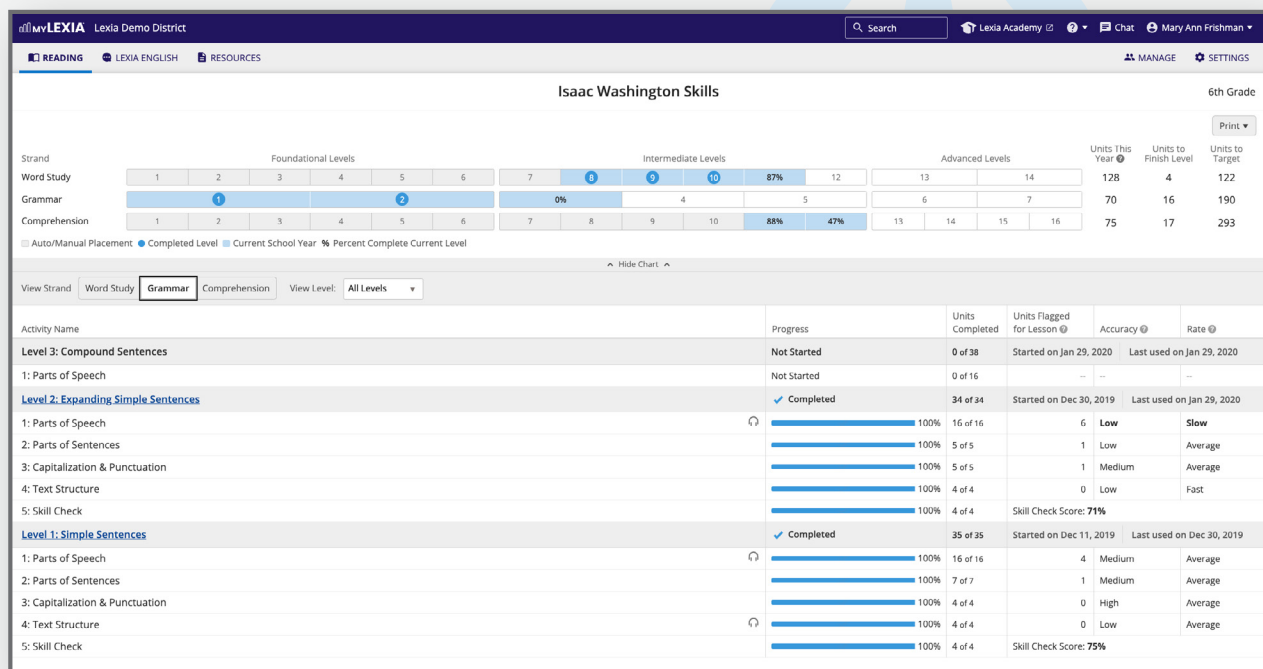 MYLEXIA Lexia Demo District Search Lexia Academy ? Chat Mary Ann Frishman
READING LEXIA ENGLISH RESOURCES MANAGE SETTINGS
Isaac Washington Skills 6th Grade
Print
Strand Foundational Levels Intermediate Levels Advanced Levels Units This Year Units to Finish Level Units to Target
Word Study 1 2 3 4 5 6 7 8 9 10 87% 12 13 14 128 4 122
Grammar 1 2 0% 4 5 6 7 70 16 190
Comprehension 1 2 3 4 5 6 7 8 9 10 88% 47% 13 14 15 16 75 17 293
Auto/Manual Placement Completed Level Current School Year % Percent Complete Current Level
Hide Chart
View Strand Word Study Grammar Comprehension View Level: All Levels
Activity Name Progress Units Completed Units Flagged for Lesson Accuracy Rate
Level 3: Compound Sentences Not Started 0 of 38 Started on Jan 29, 2020 Last used on Jan 29, 2020
1: Parts of Speech Not Started 0 of 16 -- -- --
Level 2: Expanding Simple Sentences Completed 34 of 34 Started on Dec 30, 2019 Last used on Jan 29, 2020
1: Parts of Speech 100% 16 of 16 6 Low Slow
2: Parts of Sentences 100% 5 of 5 1 Low Average
3: Capitalization & Punctuation 100% 5 of 5 1 Medium Average
4: Text Structure 100% 4 of 4 0 Low Fast
5: Skill Check 100% 4 of 4 Skill Check Score: 71%
Level 1: Simple Sentences Completed 35 of 35 Started on Dec 11, 2019 Last used on Dec 30, 2019
1: Parts of Speech 100% 16 of 16 4 Medium Average
2: Parts of Sentences 100% 7 of 7 1 Medium Average
3: Capitalization & Punctuation 100% 4 of 4 0 High Average
4: Text Structure 100% 4 of 4 0 Low Average
5: Skill Check 100% 4 of 4 Skill Check Score: 75%